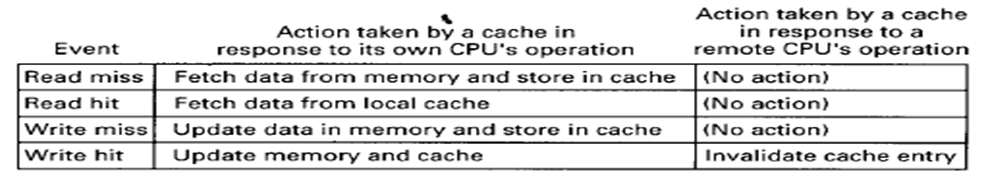 Event
Action taken by a cache in
response to its own CPU's operation
Action taken by a cache
in response to a
remote CPU's operation
Read miss Fetch data from memory and store in cache (No action)
Read hit Fetch data from local cache (No action)
Write miss Update data in memory and store in cache (No action)
Write hit Update memory and cache Invalidate cache entry